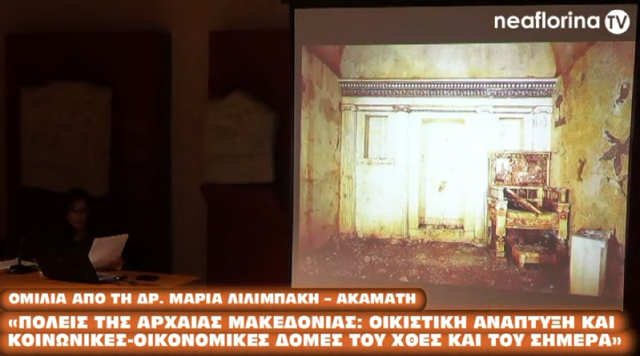 neaflorina TV
ΟΜΙΛΙΑ ΑΠΟ ΤΗ ΔΡ. ΜΑΡΙΑ ΛΙΛΙΜΠΑΚΗ – ΑΚΑΜΑΤΗ
«ΠΟΛΕΙΣ ΤΗΣ ΑΡΧΑΙΑΣ ΜΑΚΕΔΟΝΙΑΣ: ΟΙΚΙΣΤΙΚΗ ΑΝΑΠΤΥΞΗ ΚΑΙ
ΚΟΙΝΩΝΙΚΕΣ-ΟΙΚΟΝΟΜΙΚΕΣ ΔΟΜΕΣ ΤΟΥ ΧΘΕΣ ΚΑΙ ΤΟΥ ΣΗΜΕΡΑ»